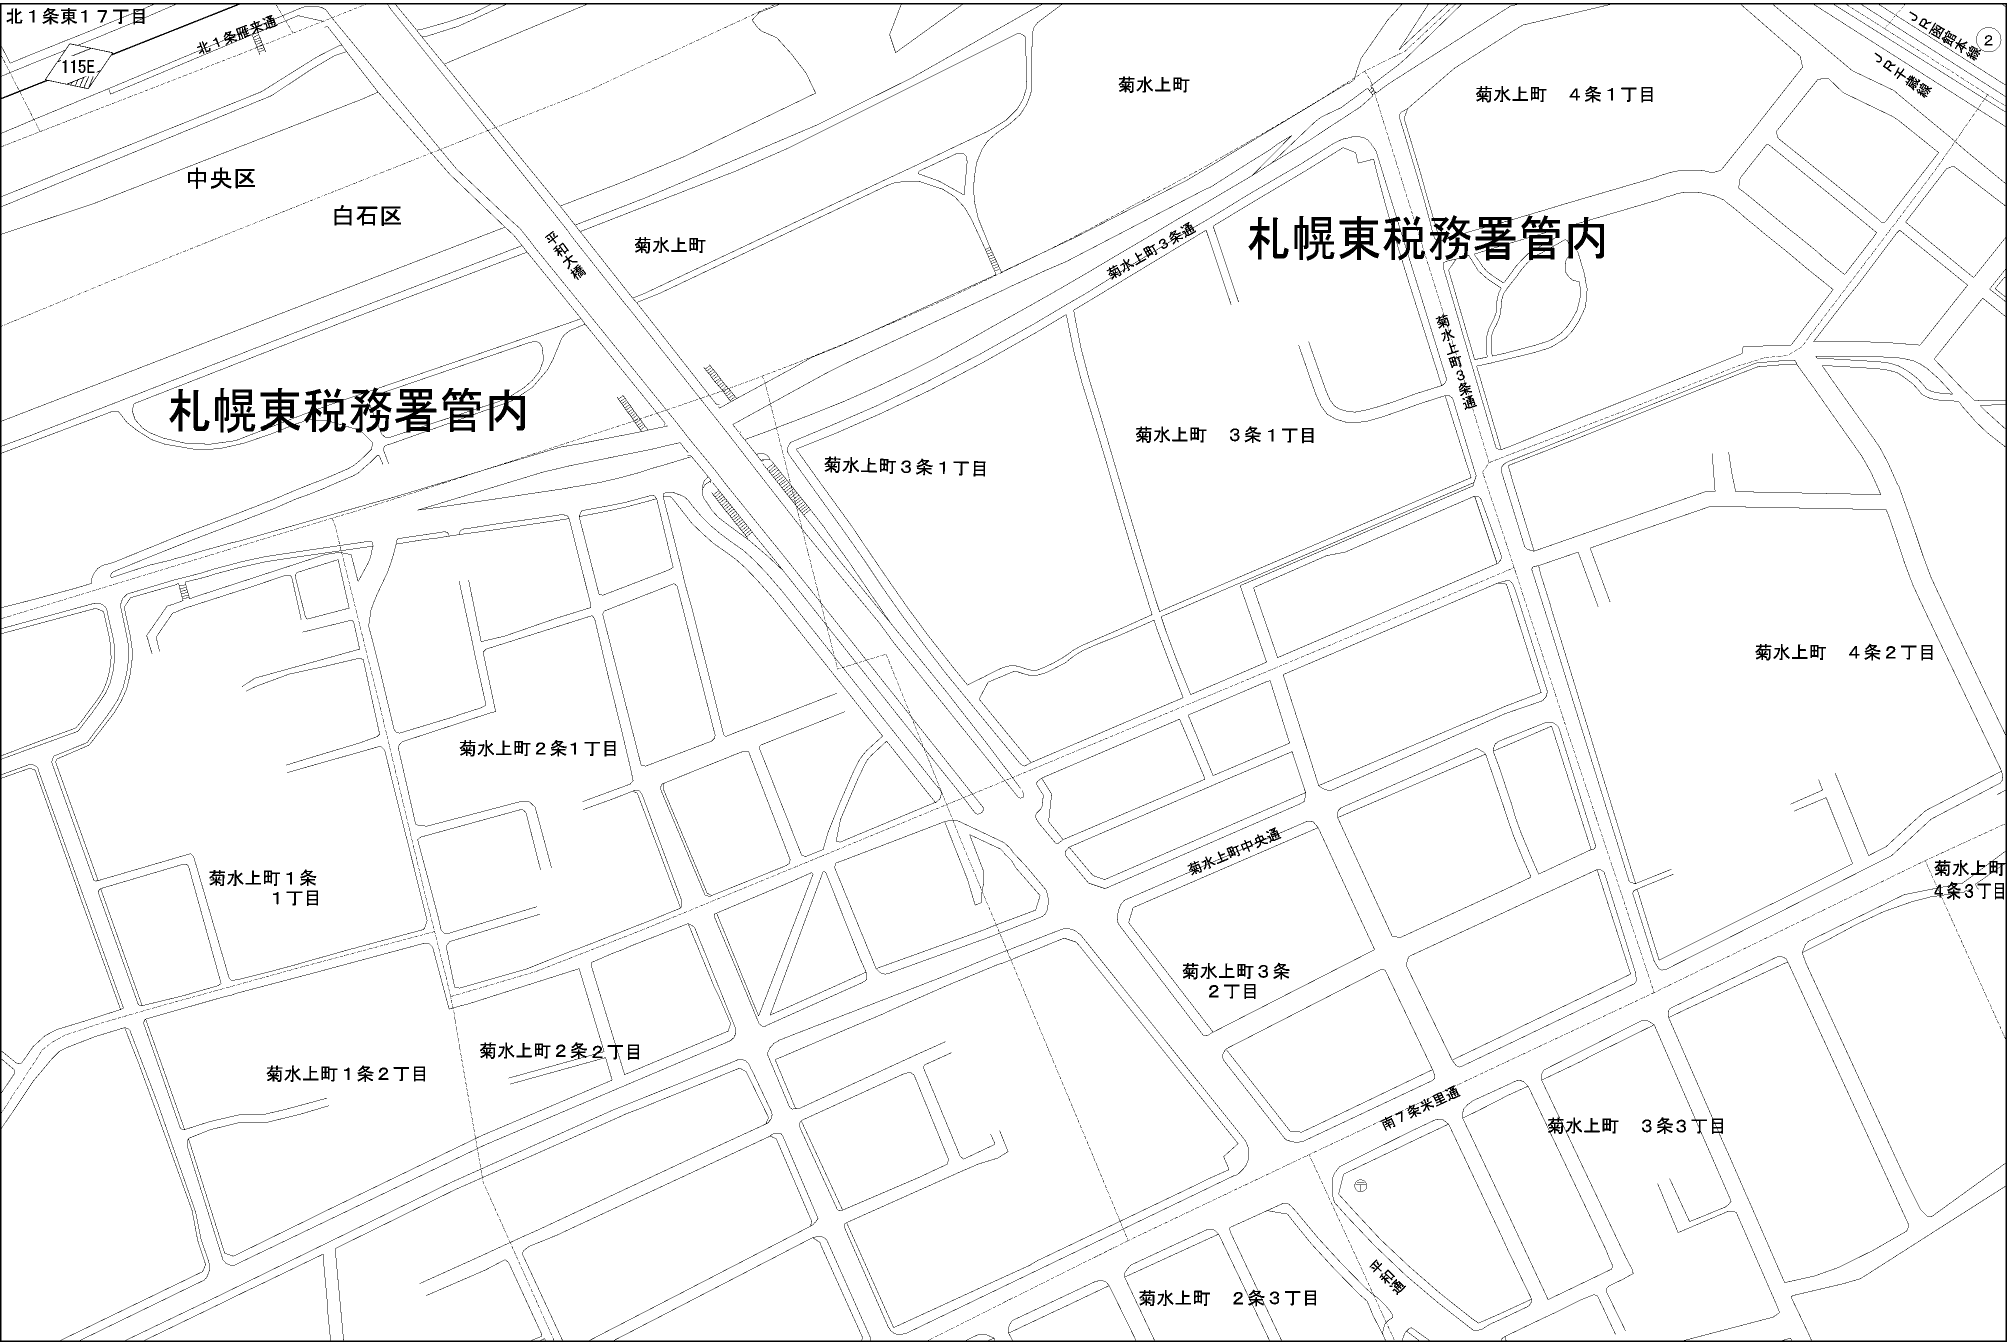 北１条東１７丁目
北１条雁来通
115E
ＪＲ函館本線
2
ＪＲ千歳線
菊水上町
菊水上町　４条１丁目
中央区
白石区
平和大橋
菊水上町
菊水上町３条通
札幌東税務署管内
菊水上町３条通
札幌東税務署管内
菊水上町　３条１丁目
菊水上町３条１丁目
菊水上町　４条２丁目
菊水上町２条１丁目
菊水上町中央通
菊水上町１条
１丁目
菊水上町
４条３丁目
菊水上町３条
２丁目
菊水上町２条２丁目
菊水上町１条２丁目
南７条米里通
菊水上町　３条３丁目
〒
平和通
菊水上町　２条３丁目